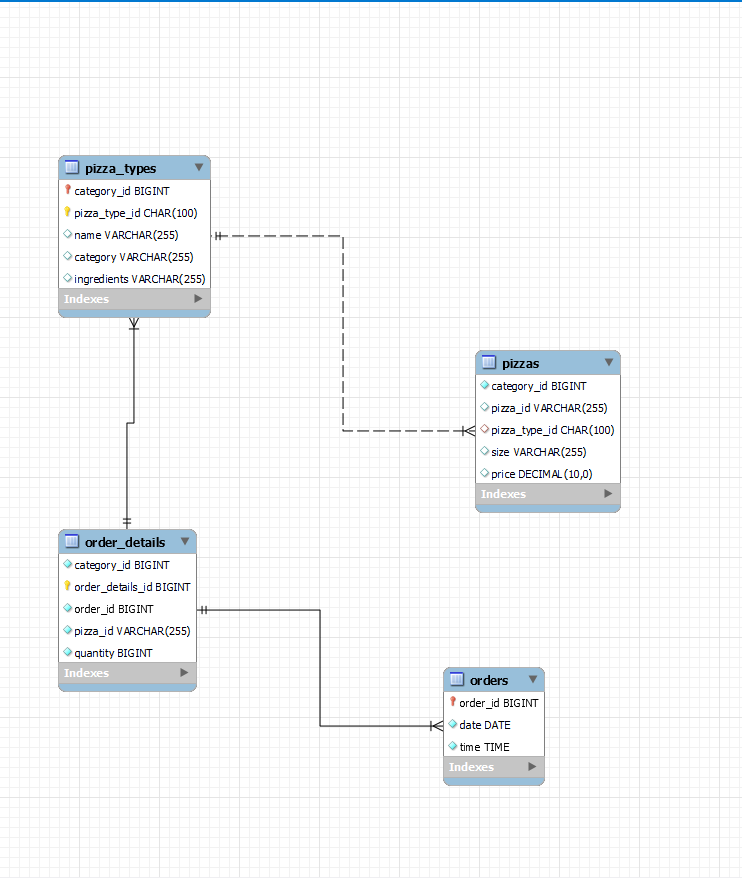 pizza_types
category_id BIGINT
pizza_type_id CHAR(100)
name VARCHAR(255)
category VARCHAR(255)
ingredients VARCHAR(255)
Indexes
pizzas
category_id BIGINT
pizza_id VARCHAR(255)
pizza_type_id CHAR(100)
size VARCHAR(255)
price DECIMAL(10,0)
Indexes
order_details
category_id BIGINT
order_details_id BIGINT
order_id BIGINT
pizza_id VARCHAR(255)
quantity BIGINT
Indexes
orders
order_id BIGINT
date DATE
time TIME
Indexes